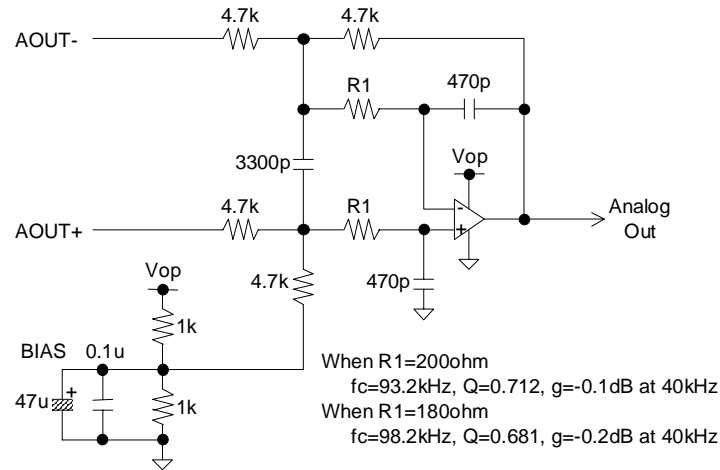 4.7k 4.7k
AOUT-
R1 470p
3300p Vop
4.7k R1 Analog
AOUT+ Out
-
+
Vop
4.7k 470p
1k
BIAS 0.1u
47u +
1k
When R1=200ohm
fc=93.2kHz, Q=0.712, g=-0.1dB at 40kHz
When R1=180ohm
fc=98.2kHz, Q=0.681, g=-0.2dB at 40kHz